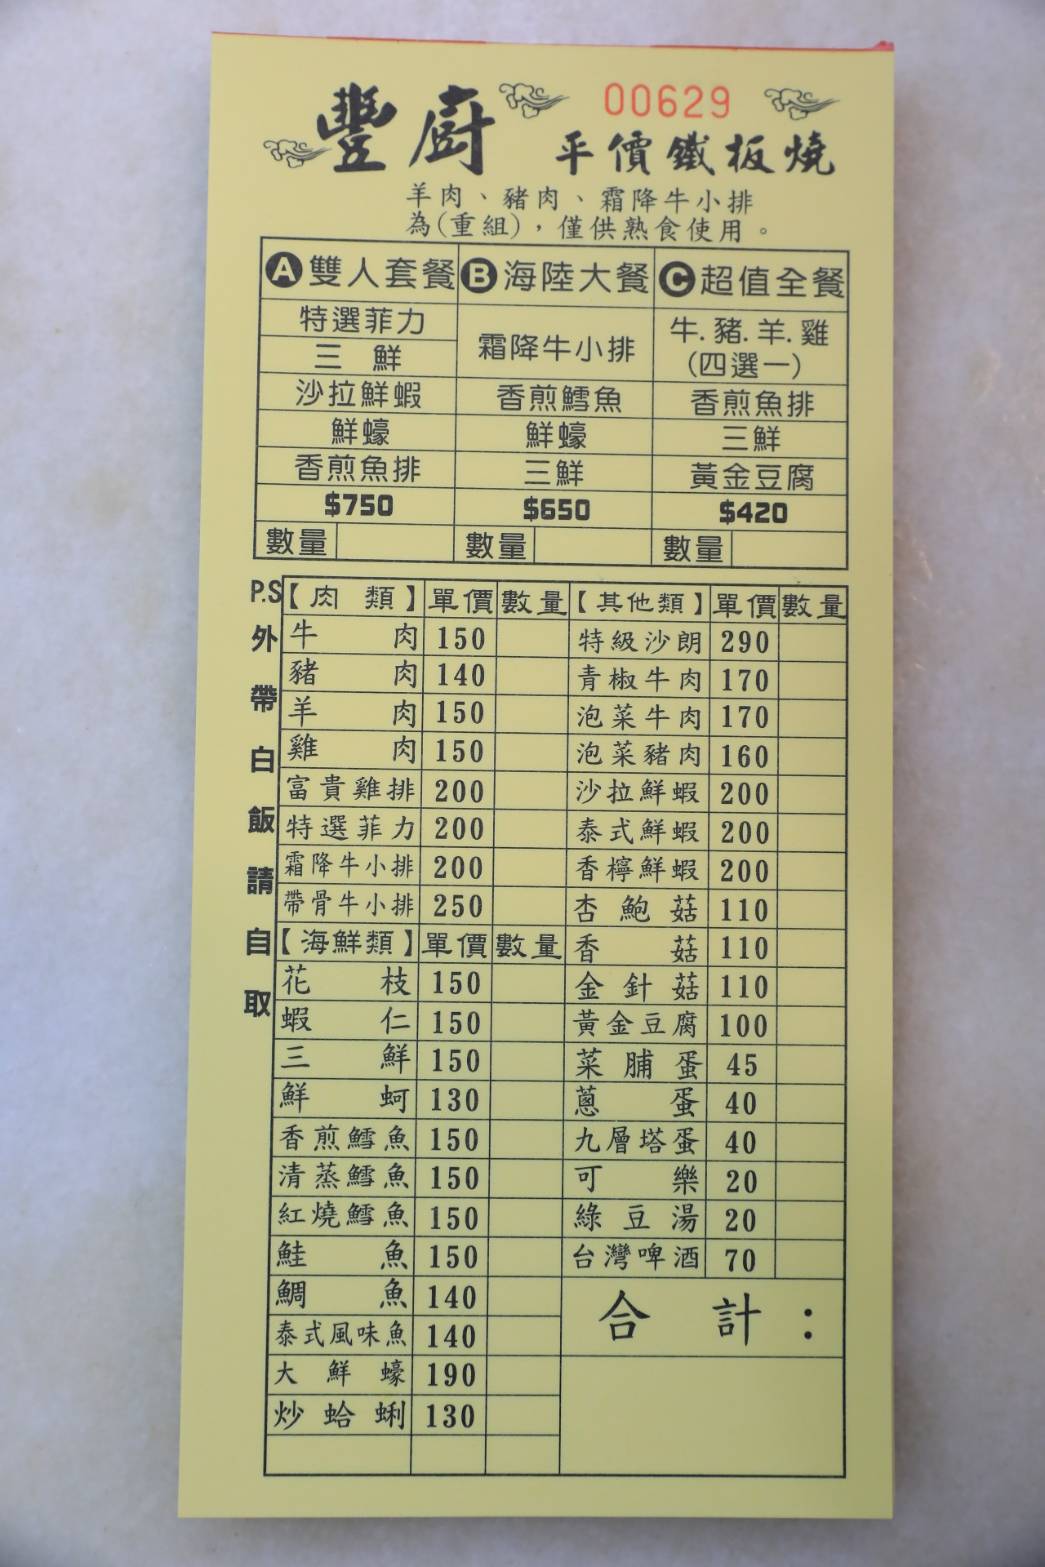 00629
豐廚 平價鐵板燒
羊肉、豬肉、霜降牛小排
為(重組)，僅供熟食使用。
A 雙人套餐 B 海陸大餐 C 超值全餐
特選菲力 霜降牛小排 牛.豬.羊.雞
三鮮 (四選一)
沙拉鮮蝦 香煎鱈魚 香煎魚排
鮮蠔 鮮蠔 三鮮
香煎魚排 三鮮 黃金豆腐
$750 $650 $420
數量 數量 數量
P.S 外帶白飯請自取
【肉類】 單價 數量 【其他類】 單價 數量
牛肉 150 特級沙朗 290
豬肉 140 青椒牛肉 170
羊肉 150 泡菜牛肉 170
雞肉 150 泡菜豬肉 160
富貴雞排 200 沙拉鮮蝦 200
特選菲力 200 泰式鮮蝦 200
霜降牛小排 200 香檸鮮蝦 200
帶骨牛小排 250 杏鮑菇 110
【海鮮類】 單價 數量 香菇 110
花枝 150 金針菇 110
蝦仁 150 黃金豆腐 100
三鮮 150 菜脯蛋 45
鮮蚵 130 蔥蛋 40
香煎鱈魚 150 九層塔蛋 40
清蒸鱈魚 150 可樂 20
紅燒鱈魚 150 綠豆湯 20
鮭魚 150 台灣啤酒 70
鯛魚 140 合計：
泰式風味魚 140
大鮮蠔 190
炒蛤蜊 130